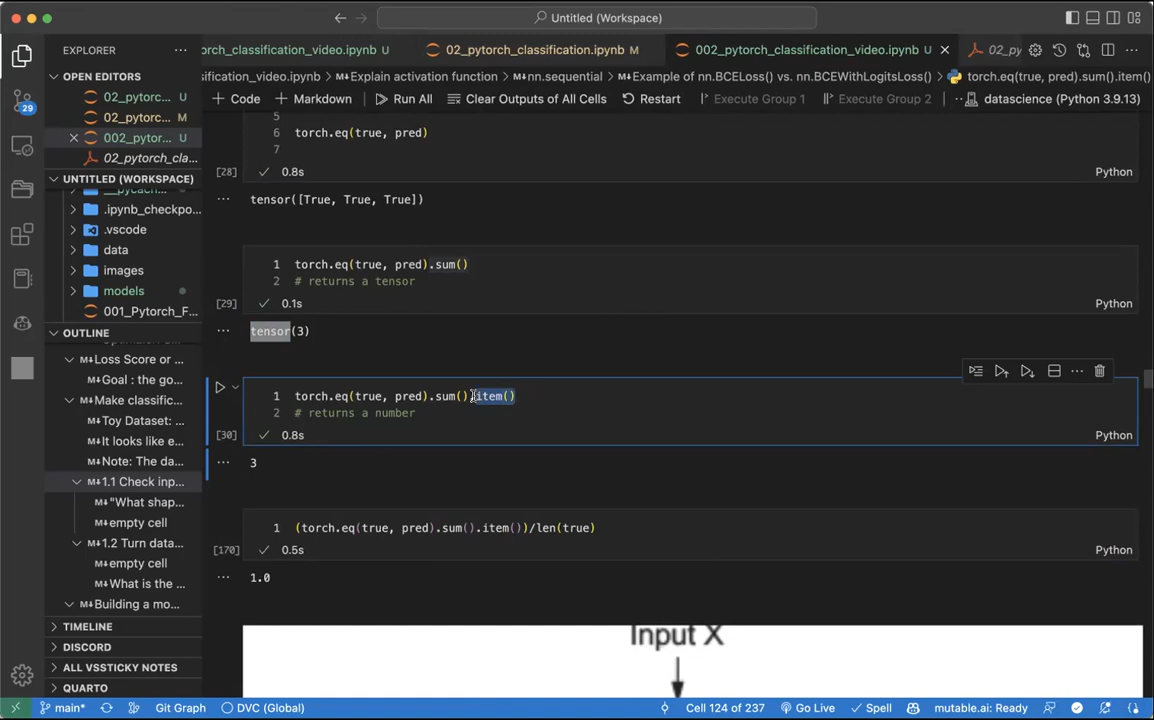 Untitled (Workspace)
EXPLORER
OPEN EDITORS
02_pytorc... U
02_pytorc... M
002_pytor... U
02_pytorch_cla...
UNTITLED (WORKSPACE)
__pycach...
.ipynb_checkpo...
.vscode
data
images
models
001_Pytorch_F...
OUTLINE
Loss Score or
Goal : the go...
Make classific...
Toy Dataset:
It looks like e...
Note: The da...
1.1 Check inp...
"What shap...
empty cell
1.2 Turn data...
empty cell
What is the ...
Building a mo...
TIMELINE
DISCORD
ALL VSSTICKY NOTES
QUARTO
29
rch_classification_video.ipynb U
02_pytorch_classification.ipynb M
002_pytorch_classification_video.ipynb U
02_py
sification_video.ipynb > Explain activation function > nn.sequential > Example of nn.BCELoss() vs. nn.BCEWithLogitsLoss() > torch.eq(true, pred).sum().item()
+ Code + Markdown Run All Clear Outputs of All Cells Restart Execute Group 1 Execute Group 2 ... datascience (Python 3.9.13)
5
6 torch.eq(true, pred)
7
[28] 0.8s Python
tensor([True, True, True])
1 torch.eq(true, pred).sum()
2 # returns a tensor
[29] 0.1s Python
tensor(3)
1 torch.eq(true, pred).sum().item()
2 # returns a number
[30] 0.8s Python
3
1 (torch.eq(true, pred).sum().item())/len(true)
[170] 0.5s Python
1.0
Input X
main* Git Graph DVC (Global) Cell 124 of 237 Go Live Spell mutable.ai: Ready